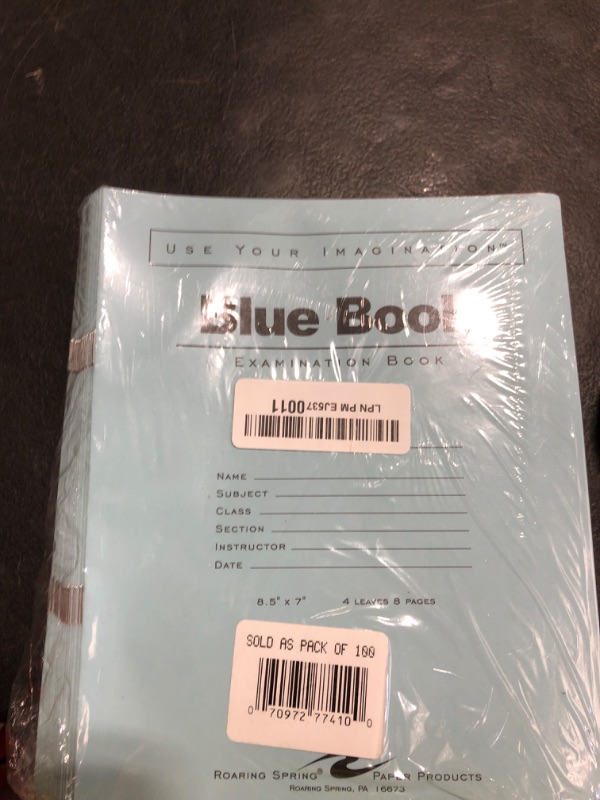 USE YOUR IMAGINATION™
Blue Book
EXAMINATION BOOK
LPN PM EJ5370011
NAME
SUBJECT
CLASS
SECTION
INSTRUCTOR
DATE
8.5" x 7" 4 LEAVES 8 PAGES
SOLD AS PACK OF 100
0 70972 77410 0
ROARING SPRING® PAPER PRODUCTS
ROARING SPRING, PA 16673